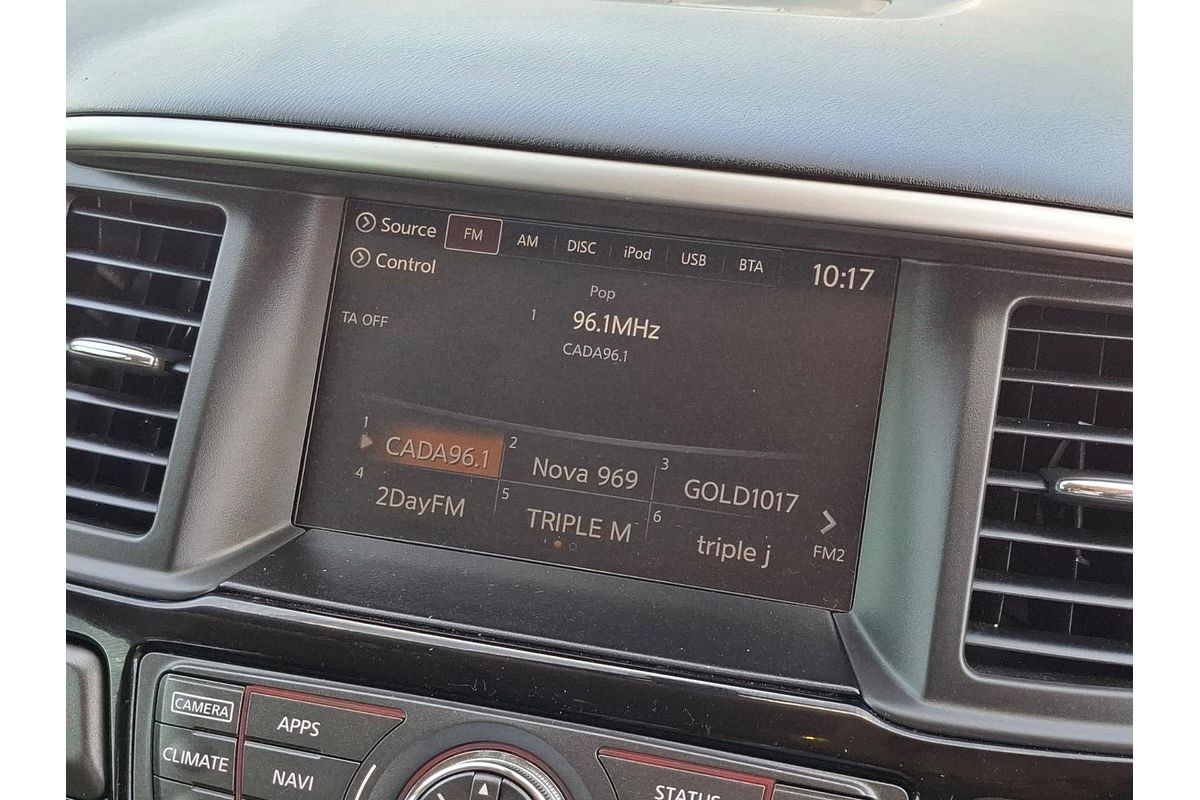 Source FM AM DISC iPod USB BTA 10:17
Control
Pop
TA OFF 1 96.1MHz
CADA96.1
1 CADA96.1 2 Nova 969 3 GOLD1017
4 2DayFM 5 TRIPLE M 6 triple j
FM2
CAMERA APPS
CLIMATE NAVI STATUS